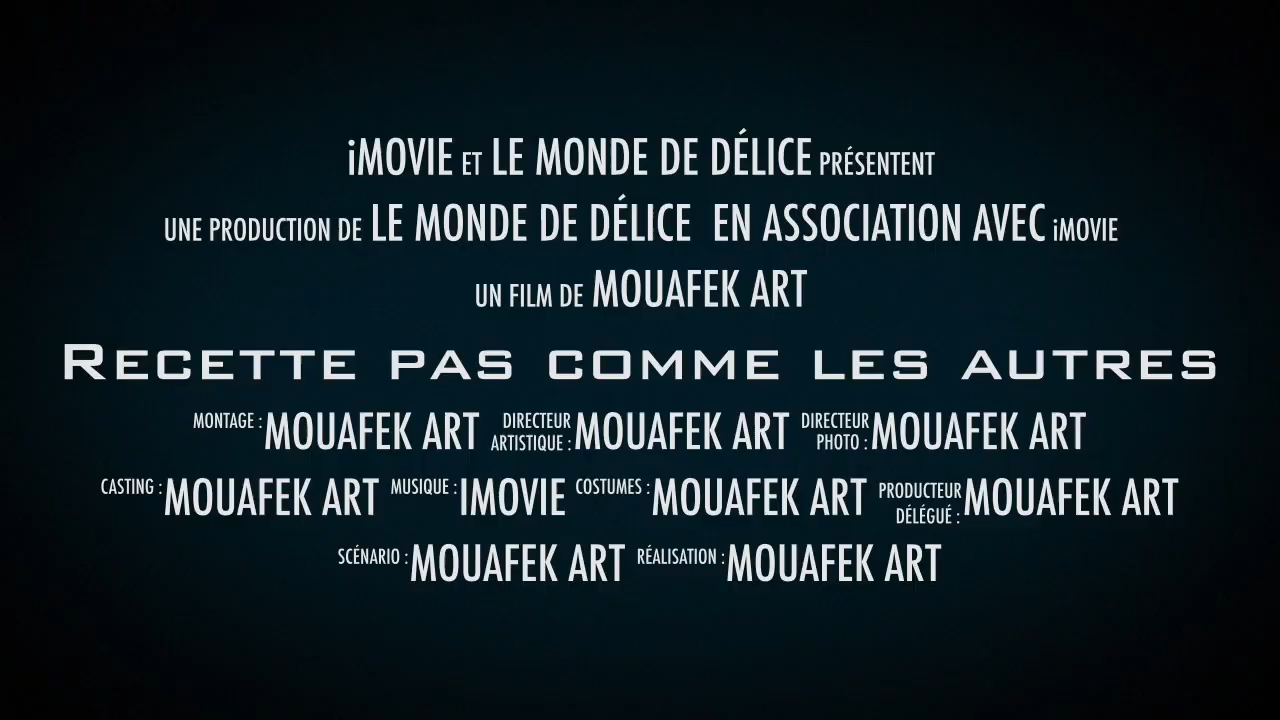 iMOVIE ET LE MONDE DE DÉLICE PRÉSENTENT
UNE PRODUCTION DE LE MONDE DE DÉLICE EN ASSOCIATION AVEC iMOVIE
UN FILM DE MOUAFEK ART
RECETTE PAS COMME LES AUTRES
MONTAGE : MOUAFEK ART DIRECTEUR ARTISTIQUE : MOUAFEK ART DIRECTEUR PHOTO : MOUAFEK ART
CASTING : MOUAFEK ART MUSIQUE : IMOVIE COSTUMES : MOUAFEK ART PRODUCTEUR DÉLÉGUÉ : MOUAFEK ART
SCÉNARIO : MOUAFEK ART RÉALISATION : MOUAFEK ART